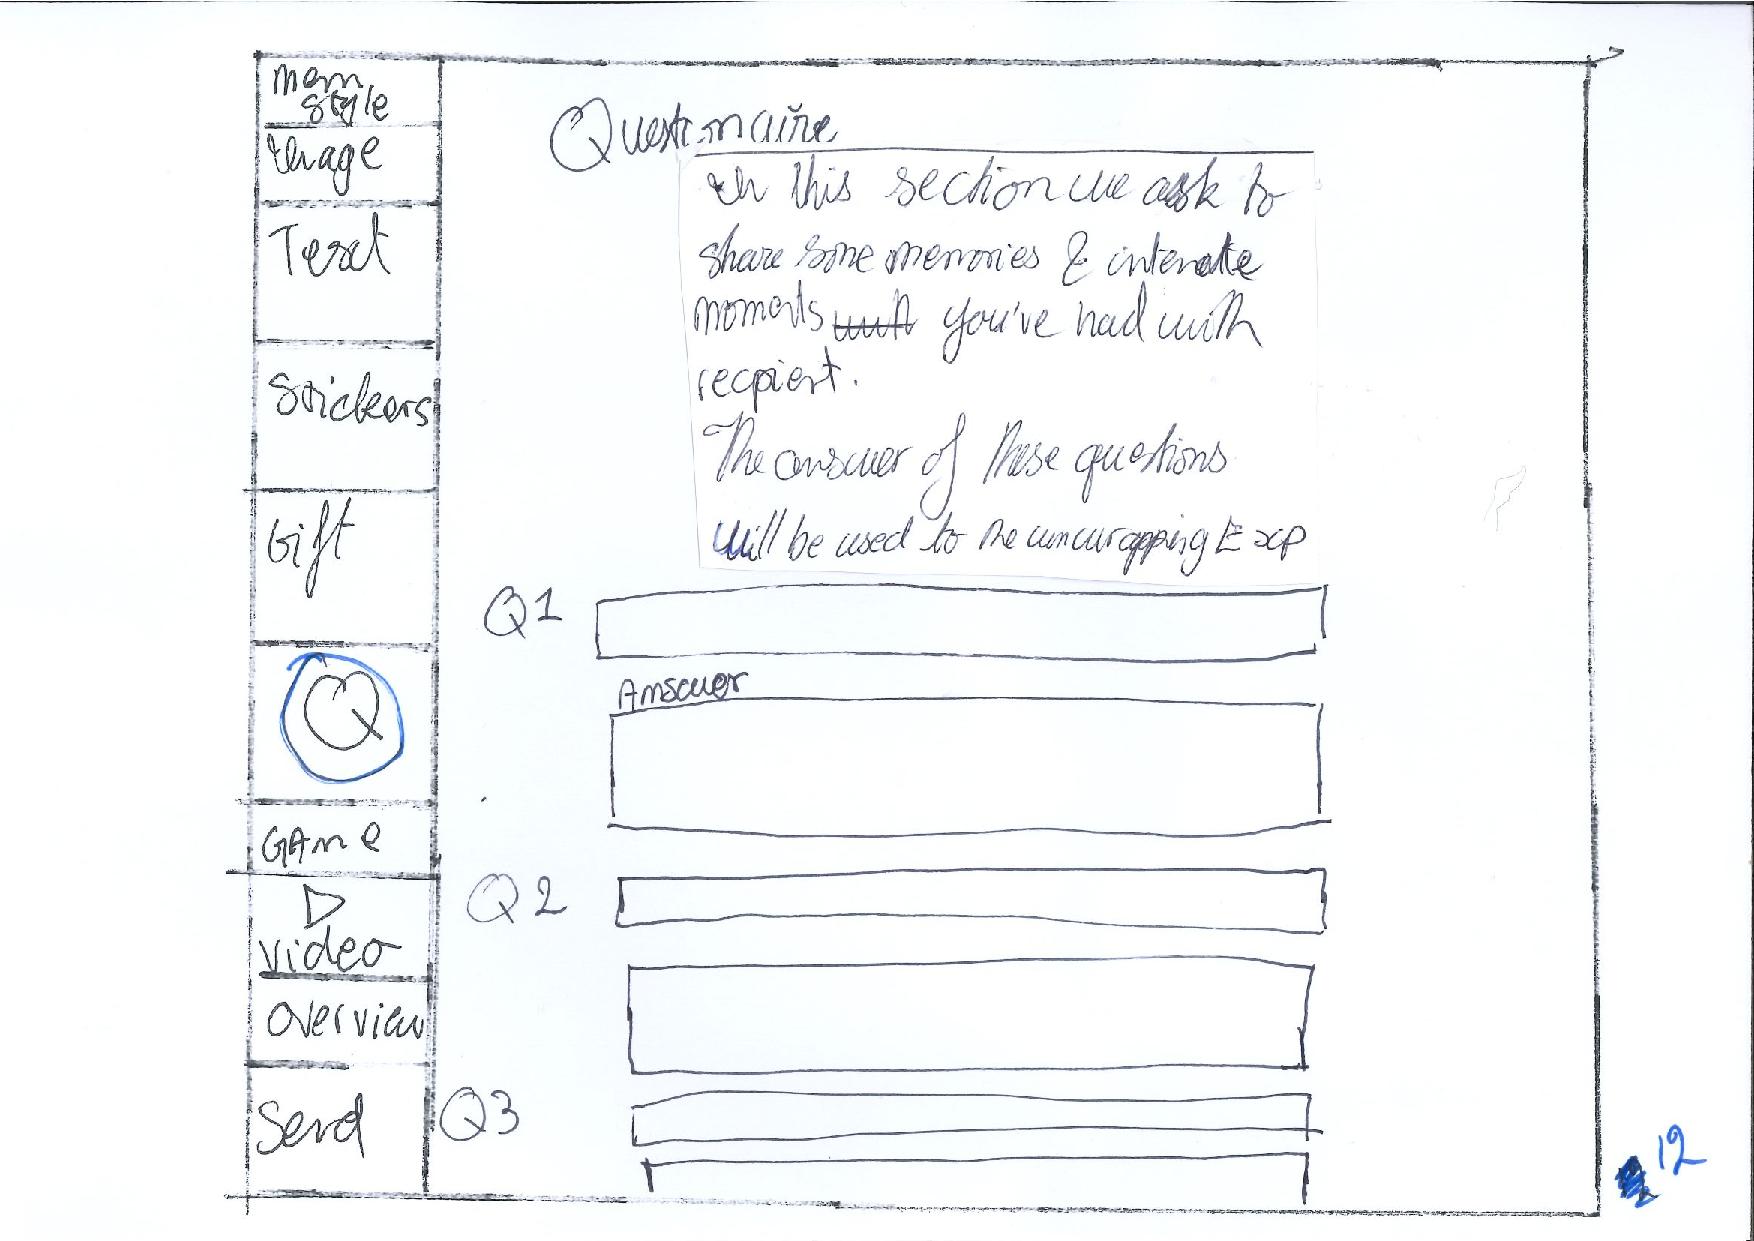 mem
style
Image
Text
Stickers
Gift
Q
GAme
video
Overview
Send
Questionnaire
In this section we ask to
share some memories & intemate
moments with you've had with
recpient.
The answer of these questions
will be used to the unwrapping Exp
Q1
Answer
Q2
Q3
12